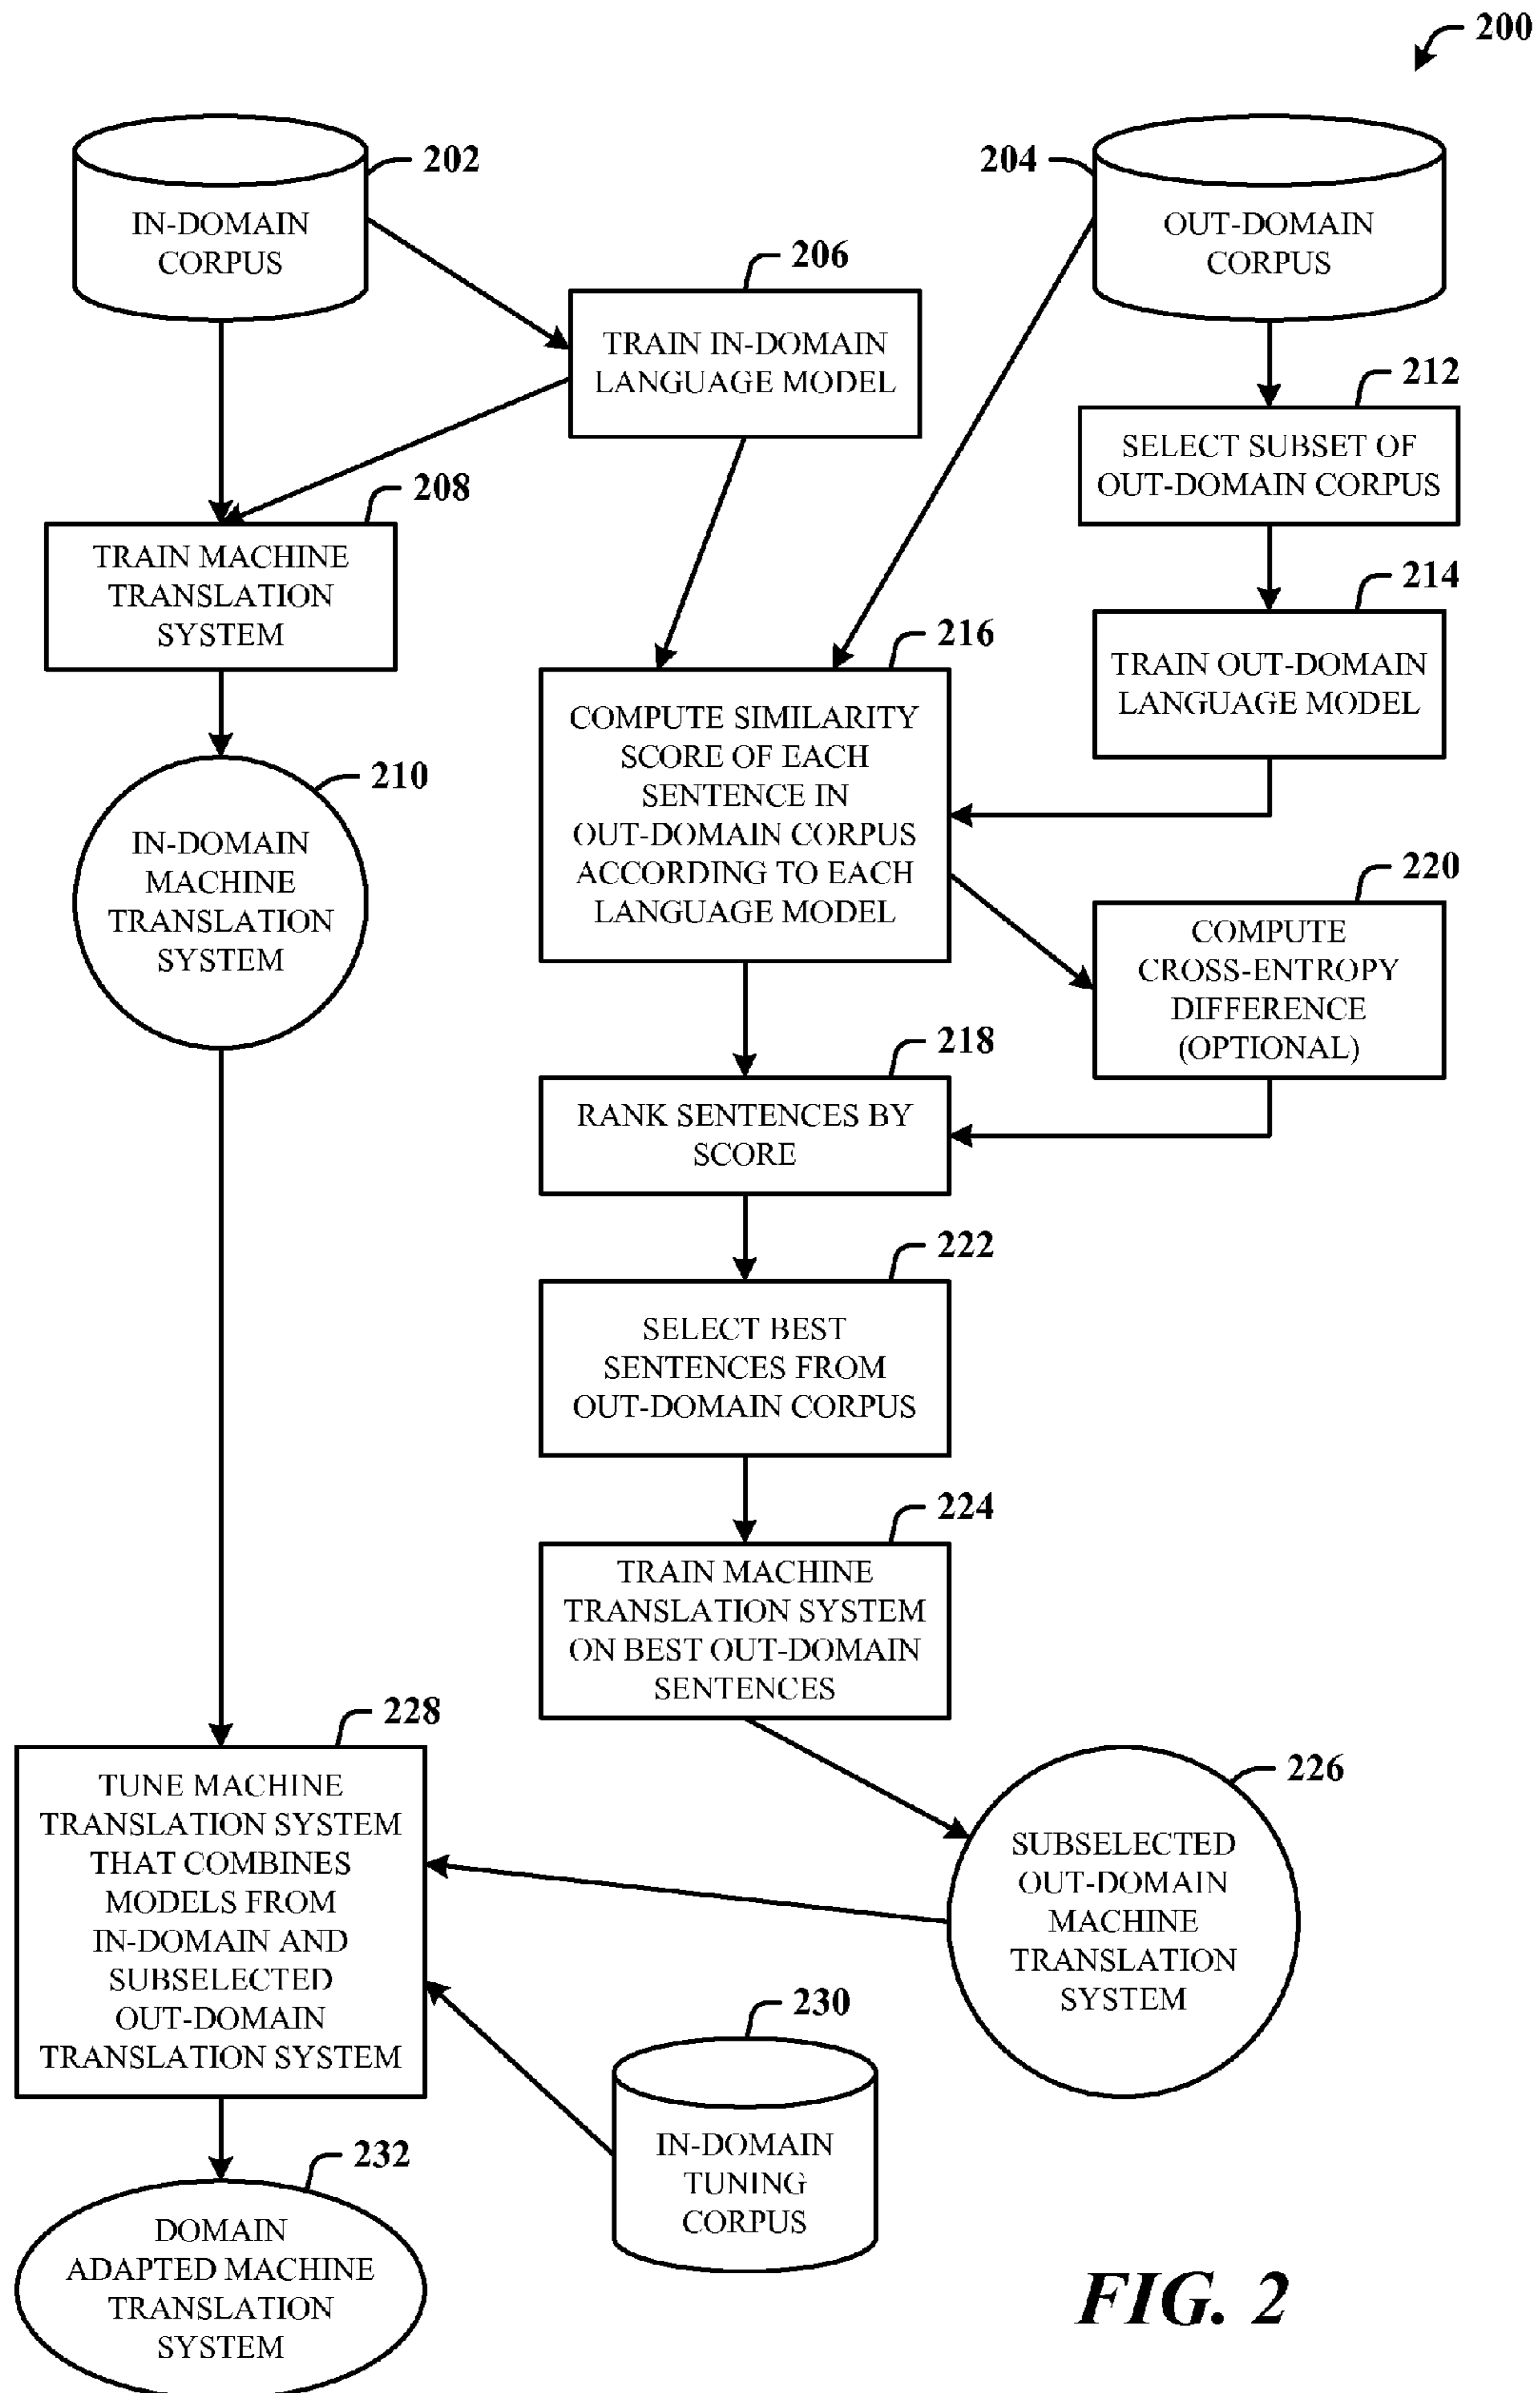 200
202
204
IN-DOMAIN
CORPUS
OUT-DOMAIN
CORPUS
206
TRAIN IN-DOMAIN
LANGUAGE MODEL
212
SELECT SUBSET OF
OUT-DOMAIN CORPUS
208
TRAIN MACHINE
TRANSLATION
SYSTEM
214
TRAIN OUT-DOMAIN
LANGUAGE MODEL
216
COMPUTE SIMILARITY
SCORE OF EACH
SENTENCE IN
OUT-DOMAIN CORPUS
ACCORDING TO EACH
LANGUAGE MODEL
210
IN-DOMAIN
MACHINE
TRANSLATION
SYSTEM
220
COMPUTE
CROSS-ENTROPY
DIFFERENCE
(OPTIONAL)
218
RANK SENTENCES BY
SCORE
222
SELECT BEST
SENTENCES FROM
OUT-DOMAIN CORPUS
224
TRAIN MACHINE
TRANSLATION SYSTEM
ON BEST OUT-DOMAIN
SENTENCES
228
TUNE MACHINE
TRANSLATION SYSTEM
THAT COMBINES
MODELS FROM
IN-DOMAIN AND
SUBSELECTED
OUT-DOMAIN
TRANSLATION SYSTEM
226
SUBSELECTED
OUT-DOMAIN
MACHINE
TRANSLATION
SYSTEM
230
IN-DOMAIN
TUNING
CORPUS
232
DOMAIN
ADAPTED MACHINE
TRANSLATION
SYSTEM
FIG. 2